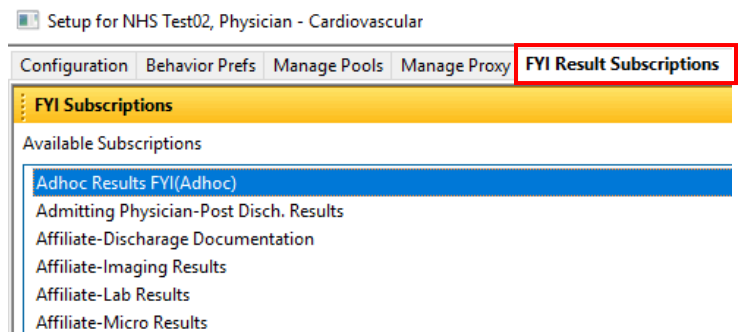 Setup for NHS Test02, Physician - Cardiovascular
Configuration Behavior Prefs Manage Pools Manage Proxy FYI Result Subscriptions
FYI Subscriptions
Available Subscriptions
Adhoc Results FYI(Adhoc)
Admitting Physician-Post Disch. Results
Affiliate-Discharage Documentation
Affiliate-Imaging Results
Affiliate-Lab Results
Affiliate-Micro Results